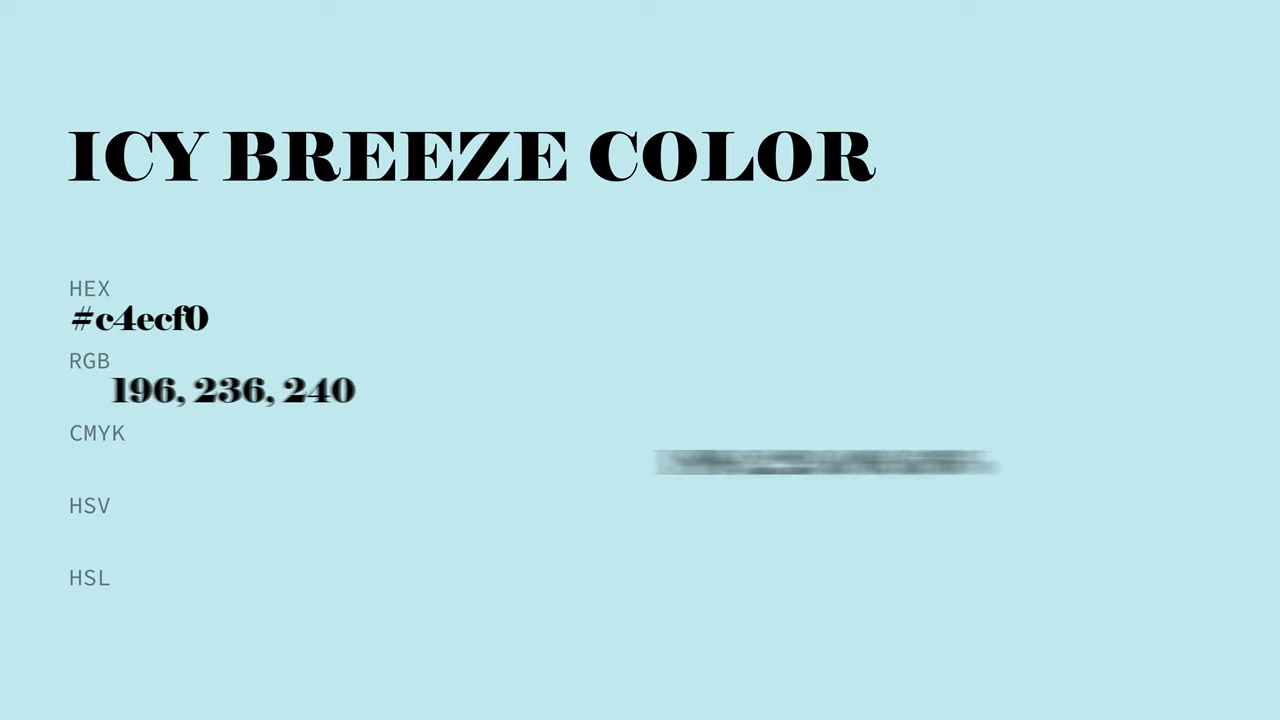 ICY BREEZE COLOR
HEX
#c4ecf0
RGB
196, 236, 240
CMYK
HSV
HSL